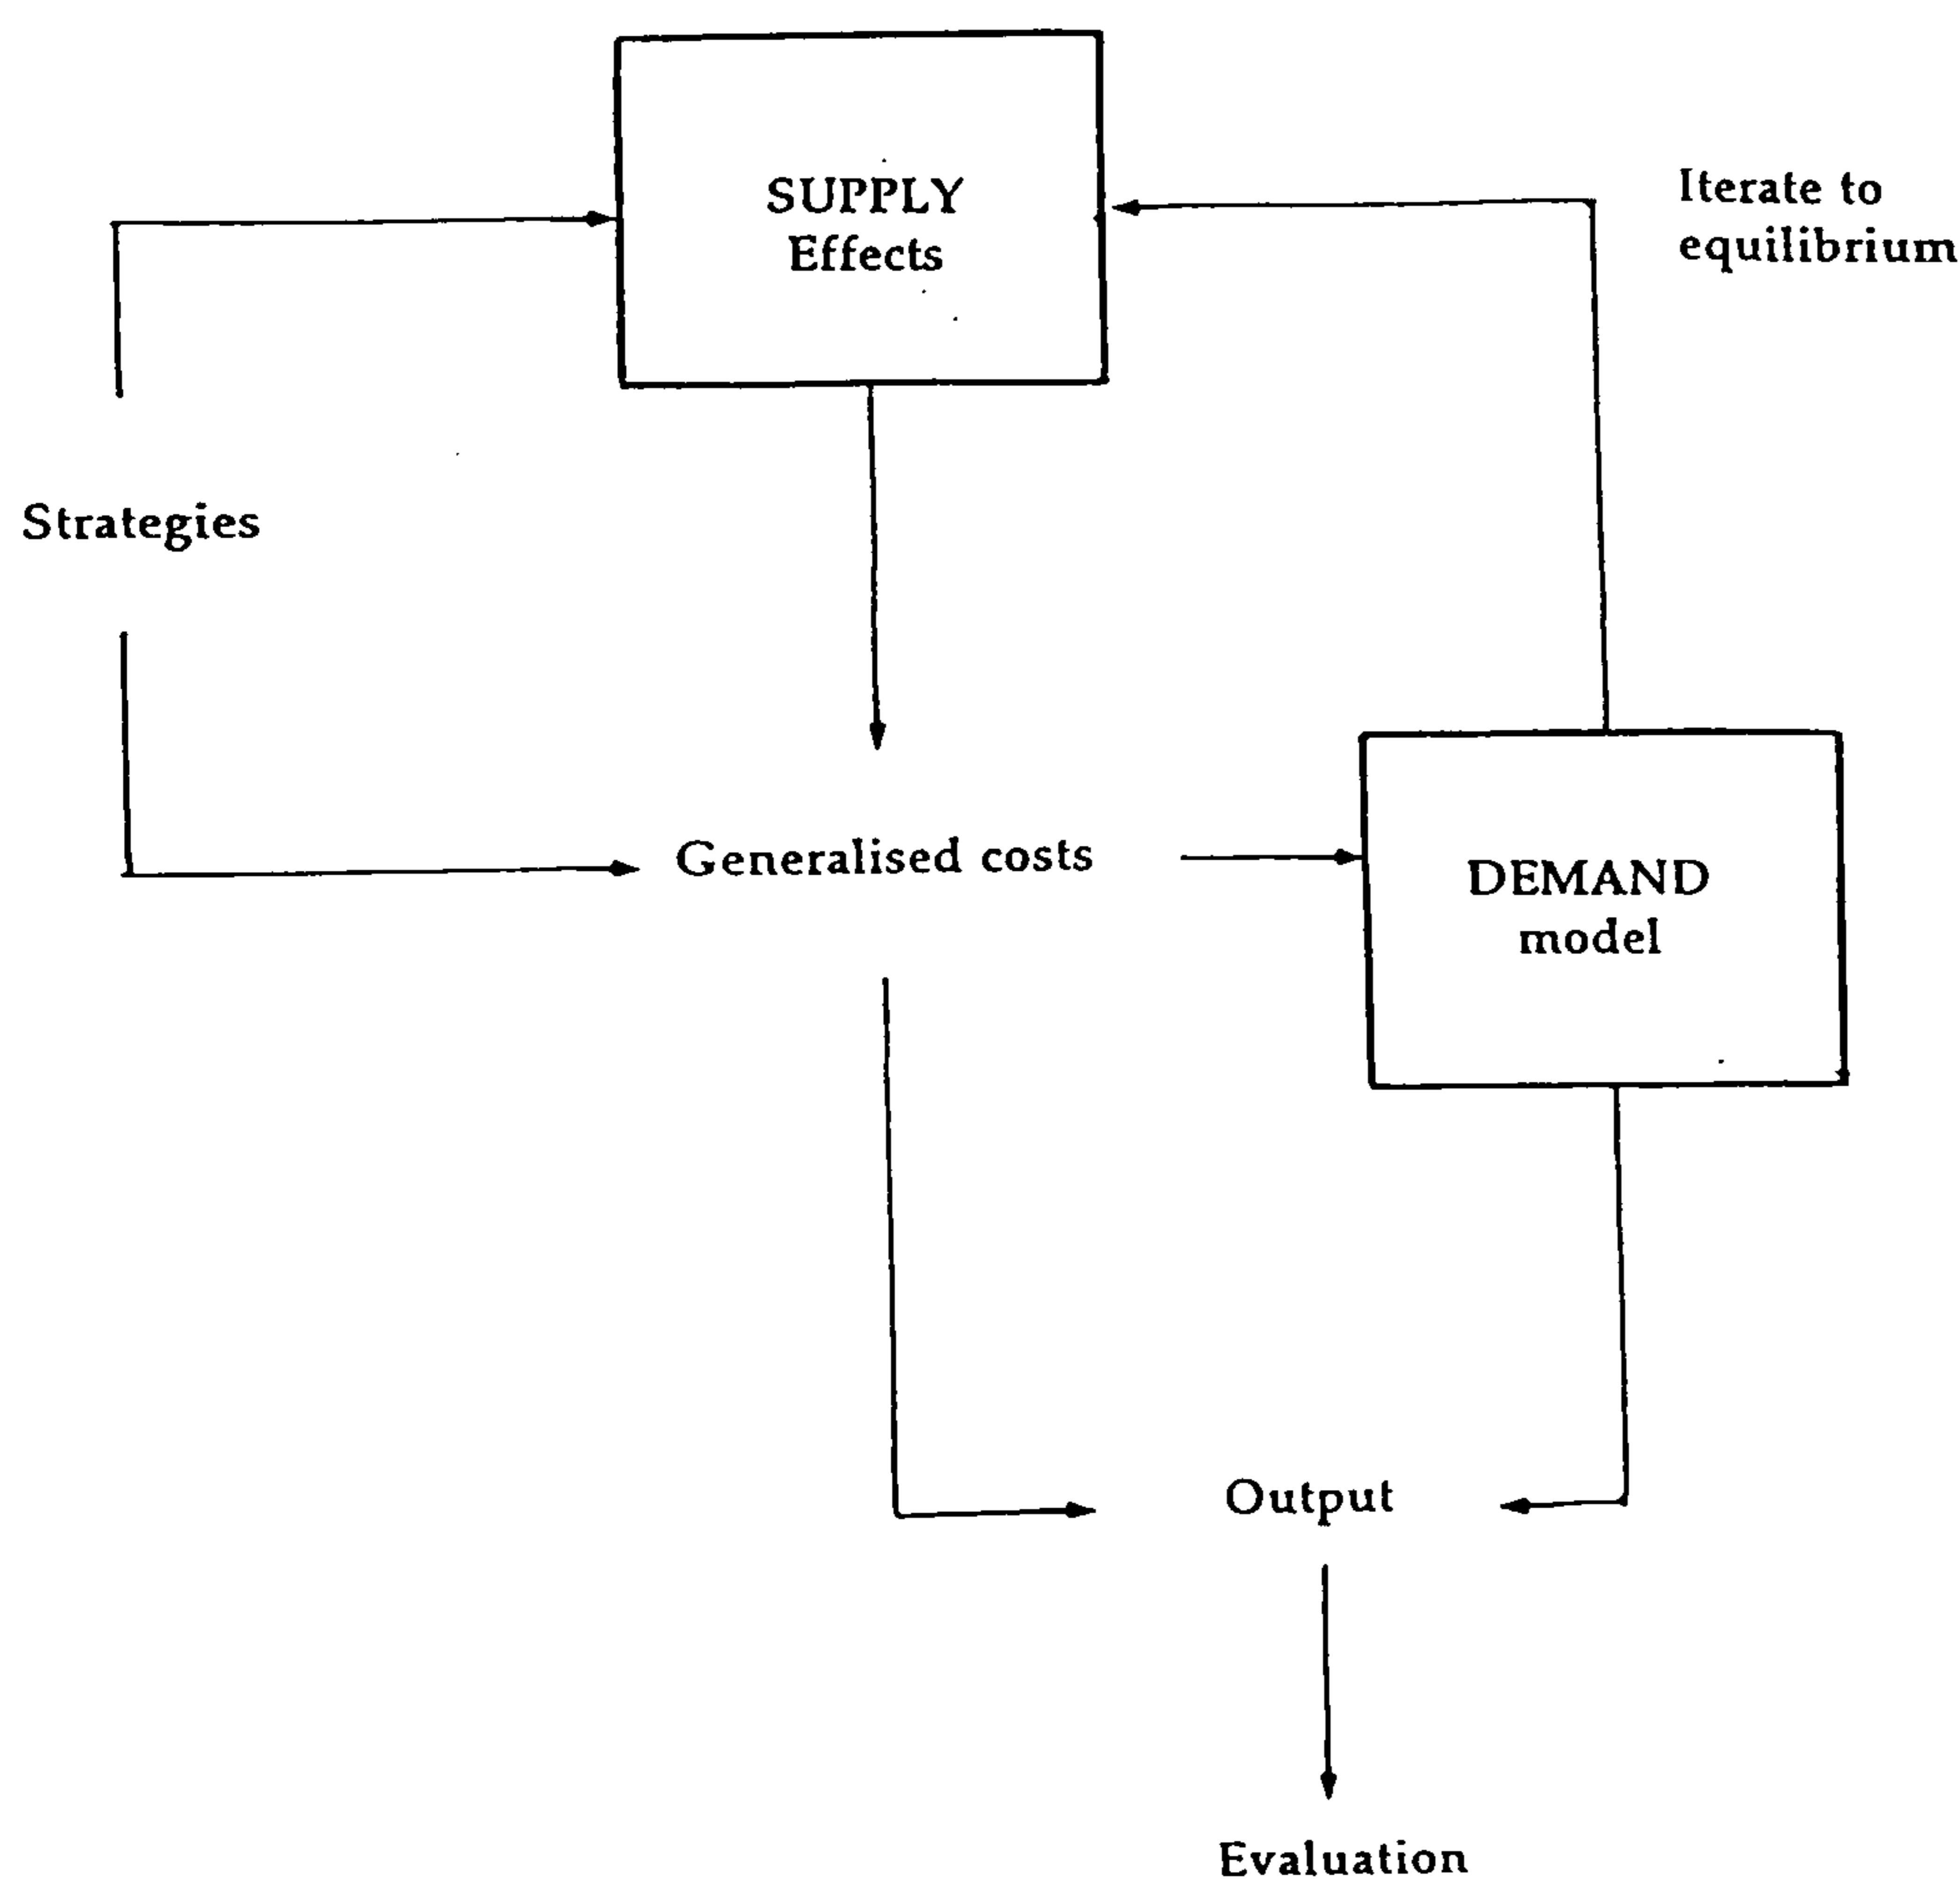 SUPPLY
Effects
Iterate to
equilibrium
Strategies
Generalised costs
DEMAND
model
Output
Evaluation